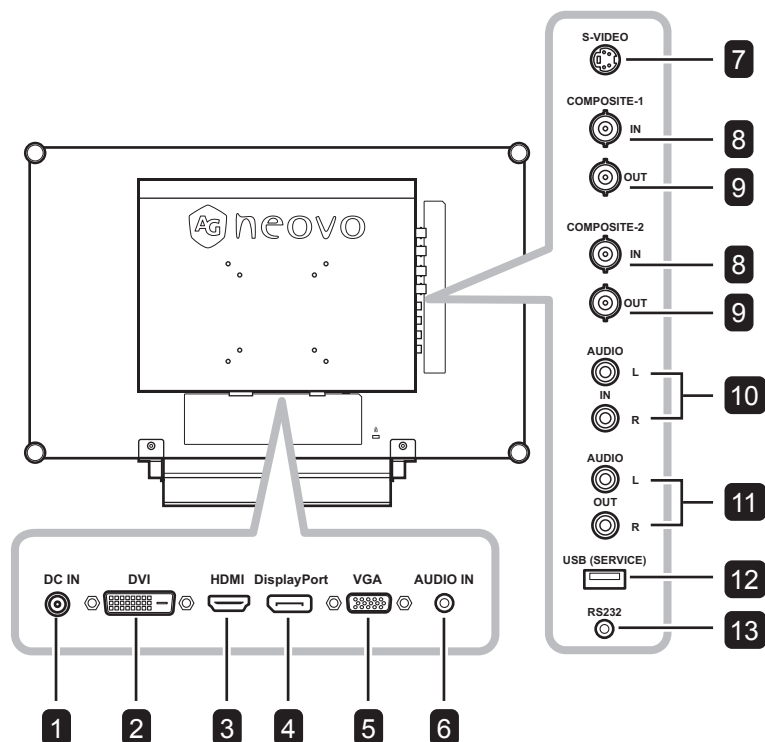 S-VIDEO
7
COMPOSITE-1
IN
8
OUT
9
COMPOSITE-2
IN
8
OUT
9
AUDIO
L
IN
10
R
AUDIO
L
OUT
11
R
USB (SERVICE)
12
RS232
13
AG neovo
DC IN DVI HDMI DisplayPort VGA AUDIO IN
1 2 3 4 5 6